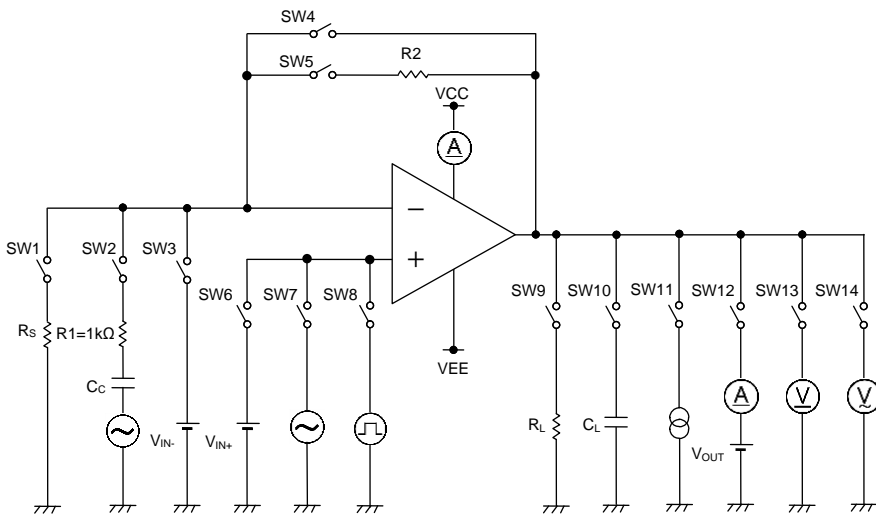 SW4
SW5
R2
VCC
A
SW1
SW2
SW3
SW6
SW7
SW8
SW9
SW10
SW11
SW12
SW13
SW14
RS
R1=1kΩ
CC
VIN-
VIN+
VEE
RL
CL
VOUT
A
V
V